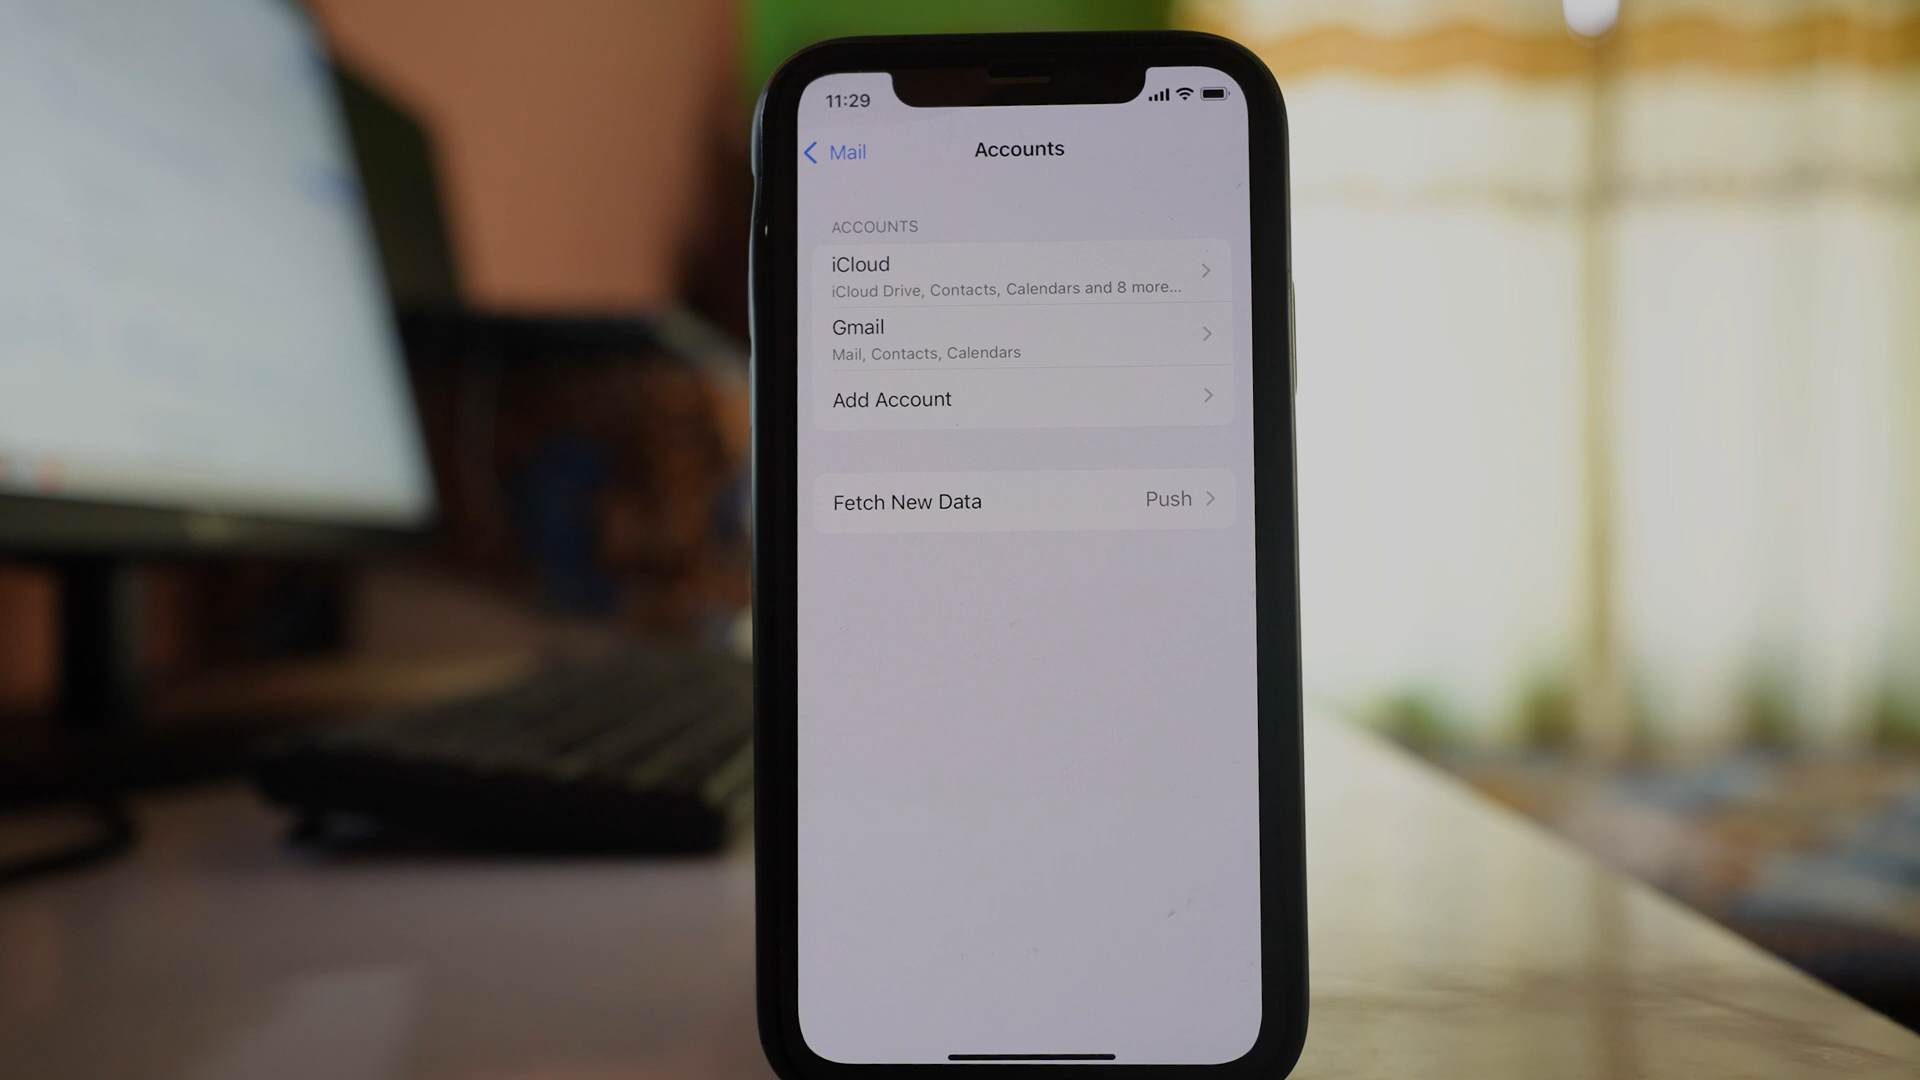 11:29
Mail
Accounts
ACCOUNTS
iCloud
iCloud Drive, Contacts, Calendars and 8 more...
Gmail
Mail, Contacts, Calendars
Add Account
Fetch New Data Push